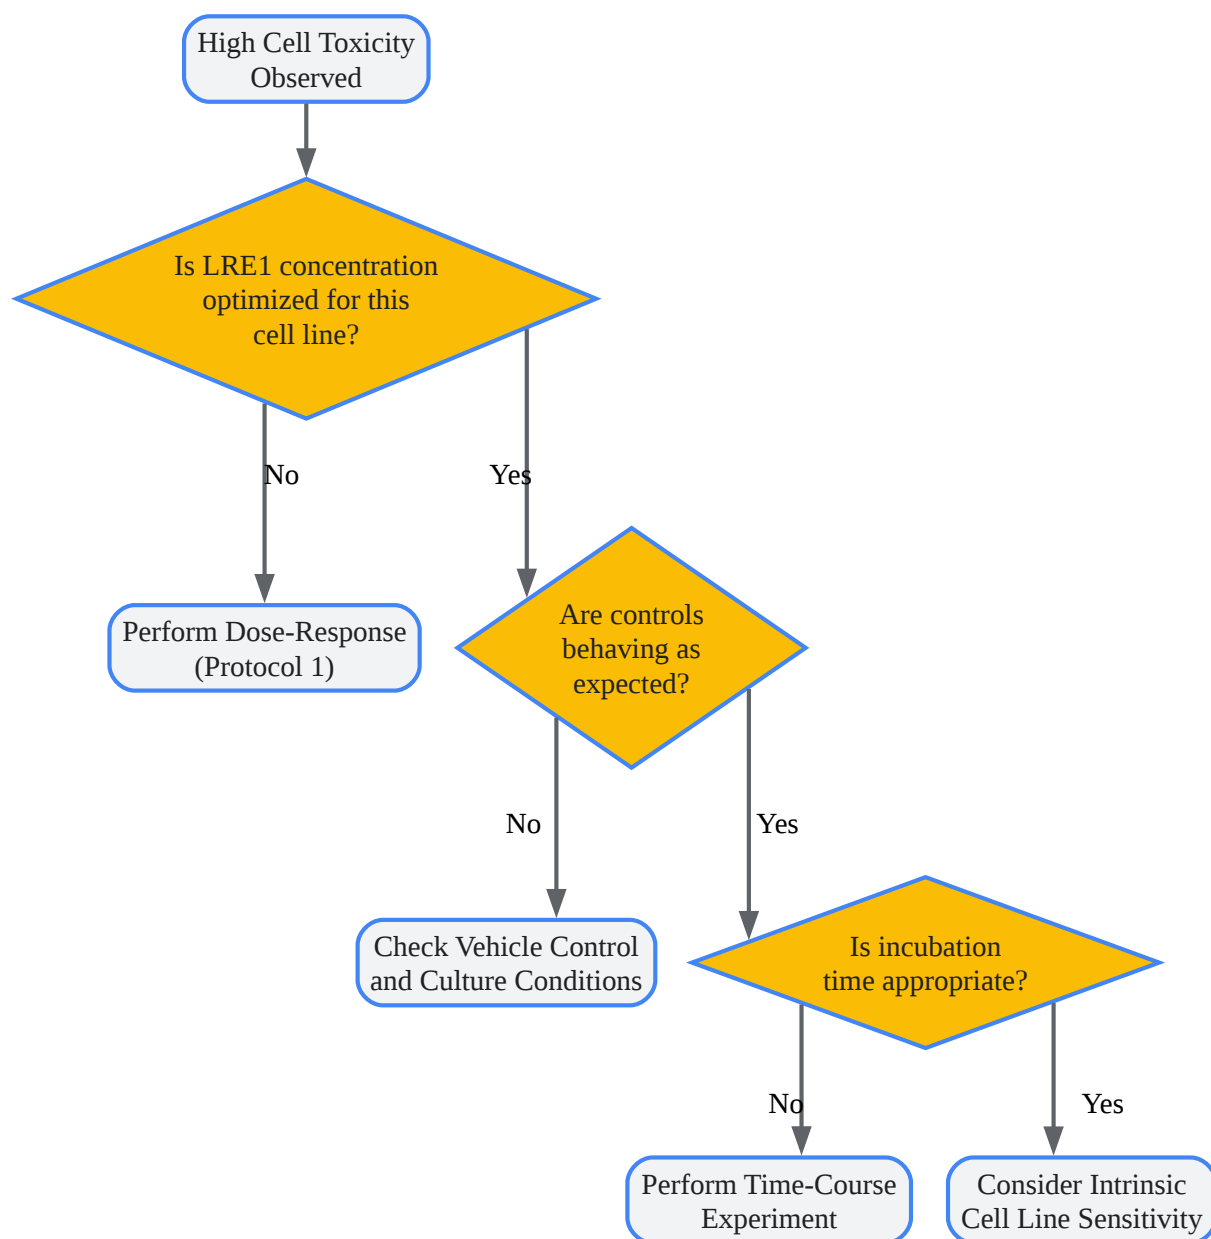 High Cell Toxicity
Observed
Is LRE1 concentration
optimized for this
cell line?
No
Yes
Perform Dose-Response
(Protocol 1)
Are controls
behaving as
expected?
No
Yes
Check Vehicle Control
and Culture Conditions
Is incubation
time appropriate?
No
Yes
Perform Time-Course
Experiment
Consider Intrinsic
Cell Line Sensitivity